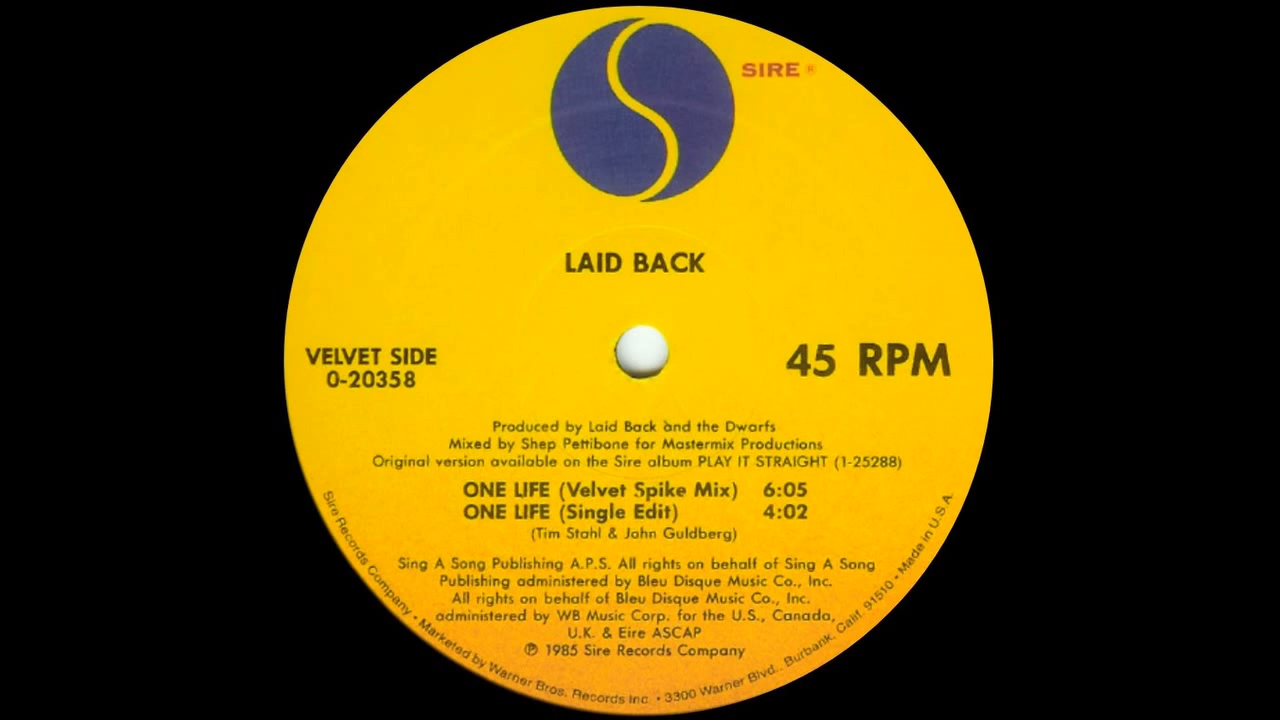 SIRE ®
LAID BACK
VELVET SIDE
0-20358
45 RPM
Produced by Laid Back and the Dwarfs
Mixed by Shep Pettibone for Mastermix Productions
Original version available on the Sire album PLAY IT STRAIGHT (1-25288)
ONE LIFE (Velvet Spike Mix) 6:05
ONE LIFE (Single Edit) 4:02
(Tim Stahl & John Guldberg)
Sing A Song Publishing A.P.S. All rights on behalf of Sing A Song
Publishing administered by Bleu Disque Music Co., Inc.
All rights on behalf of Bleu Disque Music Co., Inc.
administered by WB Music Corp. for the U.S., Canada,
U.K. & Eire ASCAP
℗ 1985 Sire Records Company
Sire Records Company • Marketed by Warner Bros. Records Inc. • 3300 Warner Blvd., Burbank, Calif. 91510 • Made in U.S.A.